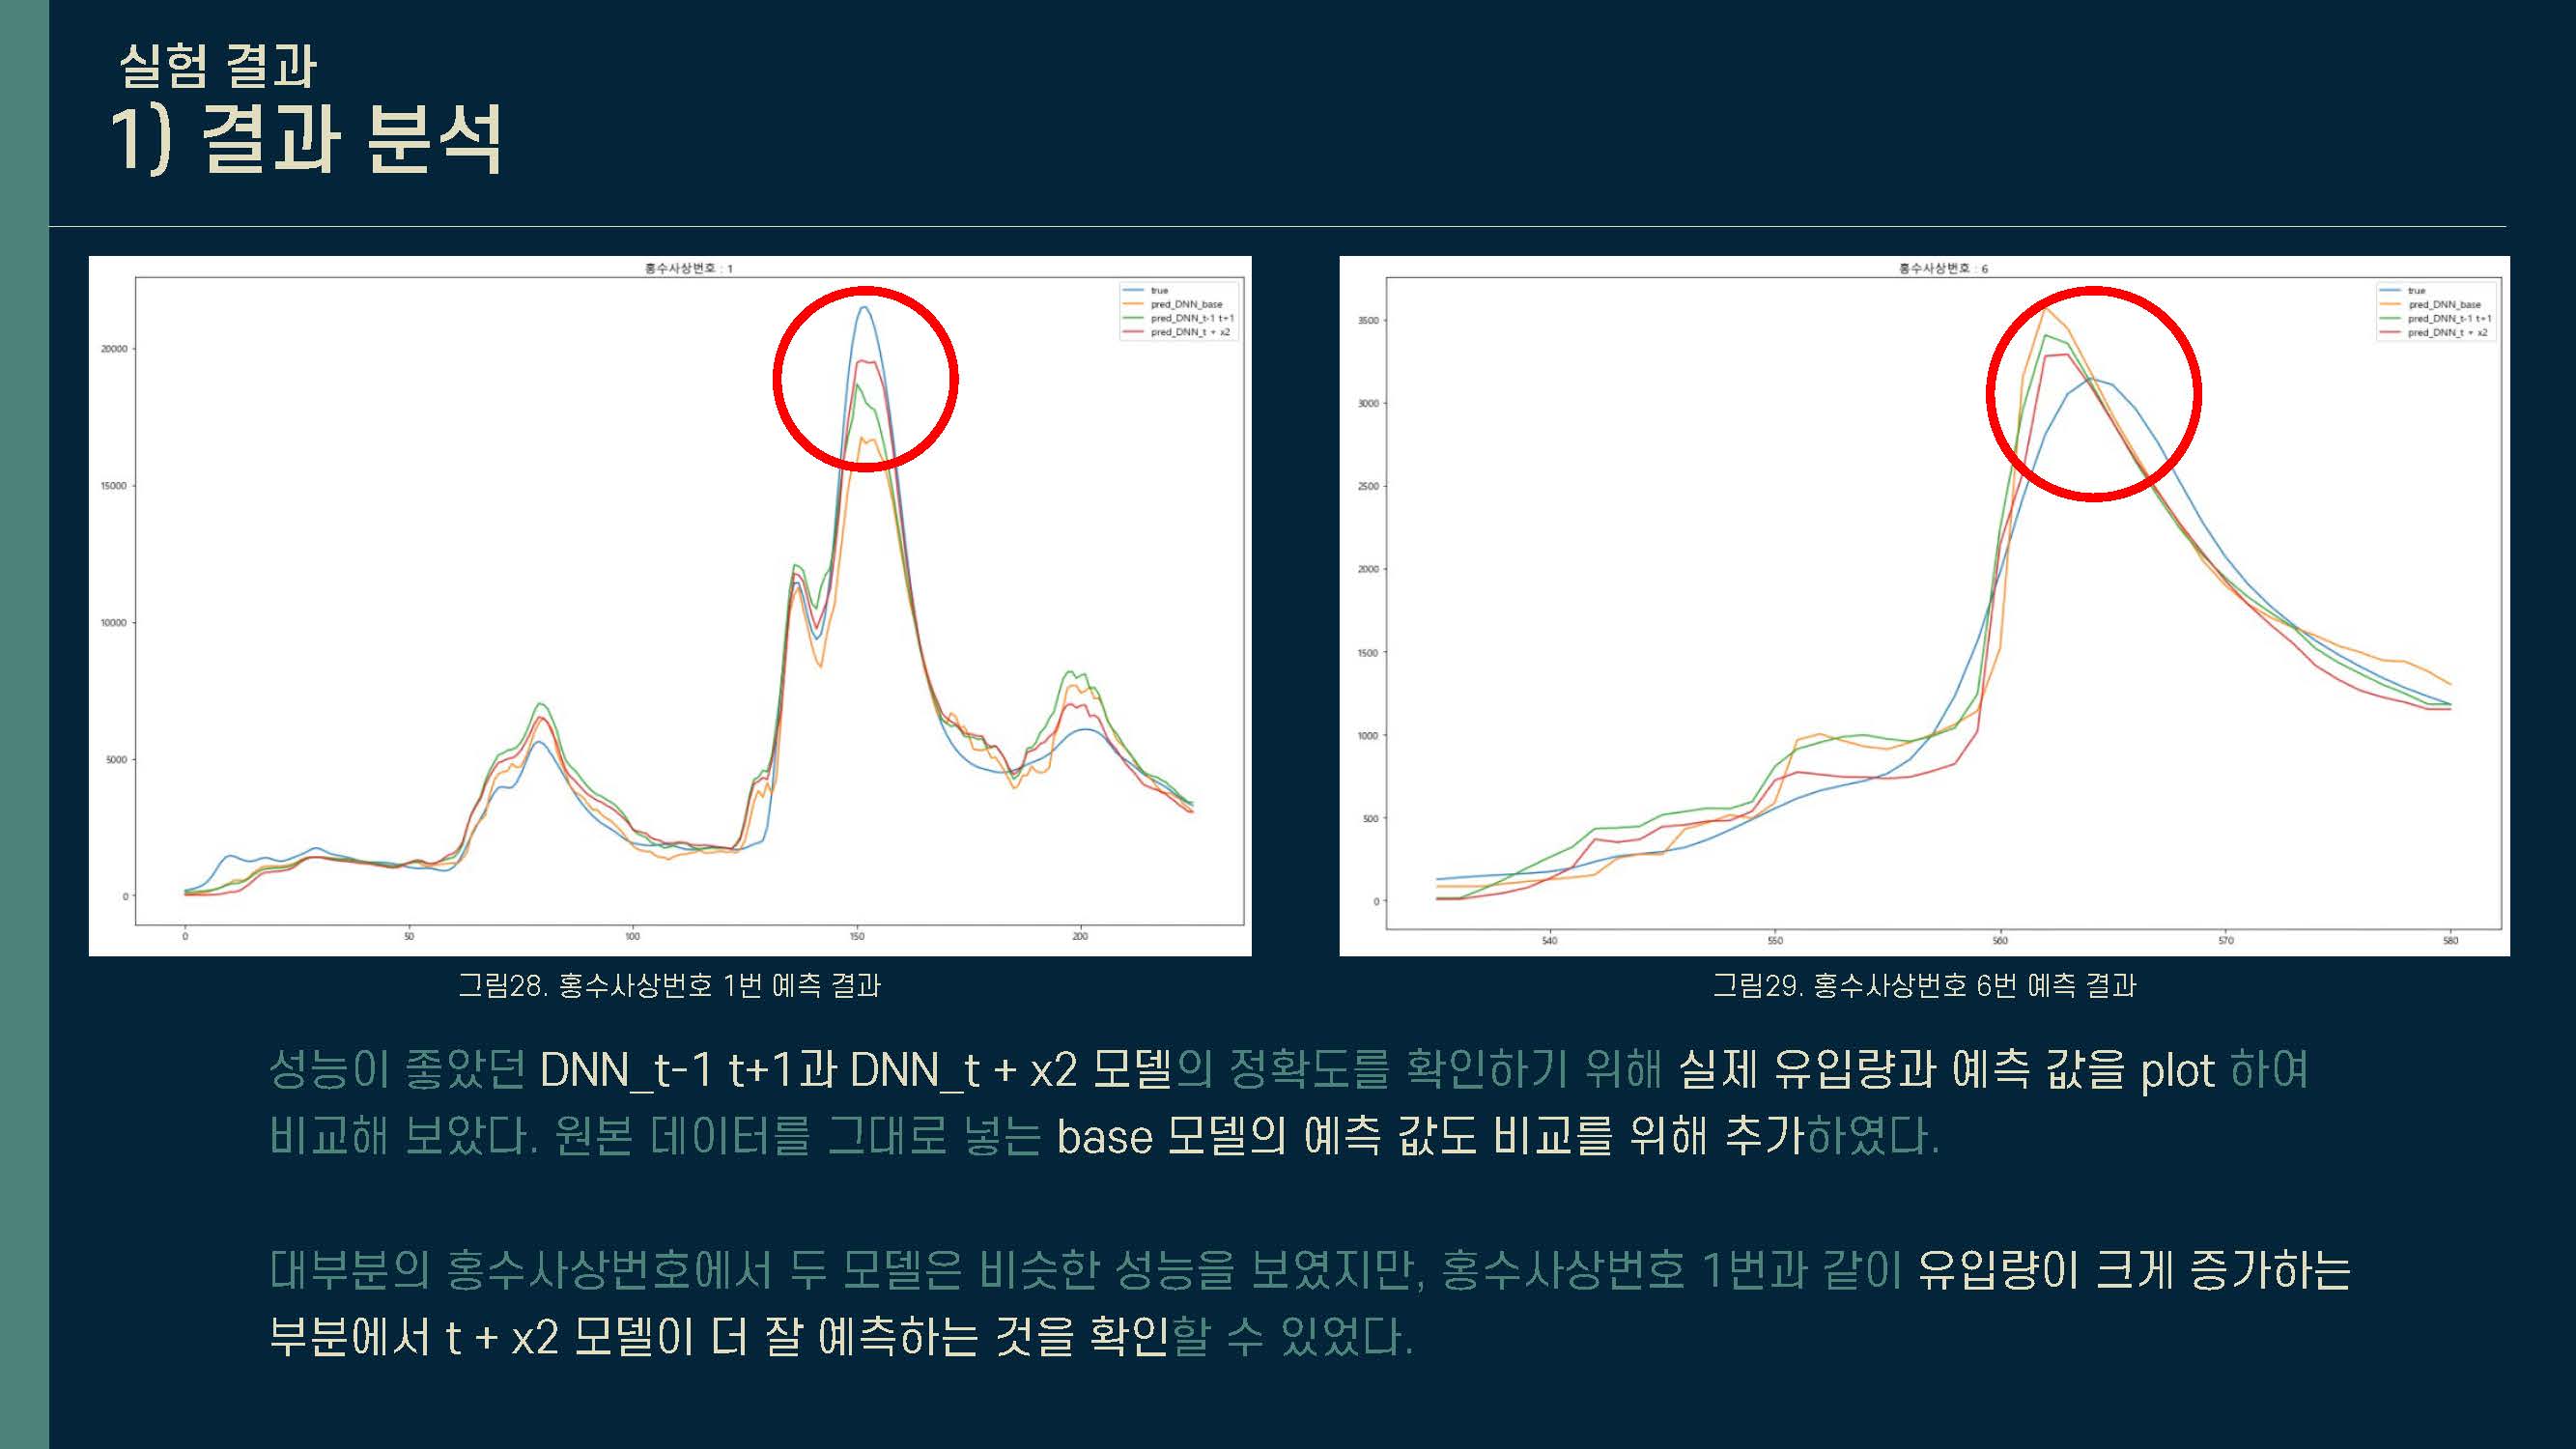 실험 결과
1) 결과 분석
홍수사상번호 : 1
true
pred_DNN_base
pred_DNN_t-1 t+1
pred_DNN_t + x2
20000
15000
10000
5000
0
0 50 100 150 200
그림28. 홍수사상번호 1번 예측 결과
홍수사상번호 : 6
true
pred_DNN_base
pred_DNN_t-1 t+1
pred_DNN_t + x2
3500
3000
2500
2000
1500
1000
500
0
540 550 560 570 580
그림29. 홍수사상번호 6번 예측 결과
성능이 좋았던 DNN_t-1 t+1과 DNN_t + x2 모델의 정확도를 확인하기 위해 실제 유입량과 예측 값을 plot 하여
비교해 보았다. 원본 데이터를 그대로 넣는 base 모델의 예측 값도 비교를 위해 추가하였다.
대부분의 홍수사상번호에서 두 모델은 비슷한 성능을 보였지만, 홍수사상번호 1번과 같이 유입량이 크게 증가하는
부분에서 t + x2 모델이 더 잘 예측하는 것을 확인할 수 있었다.